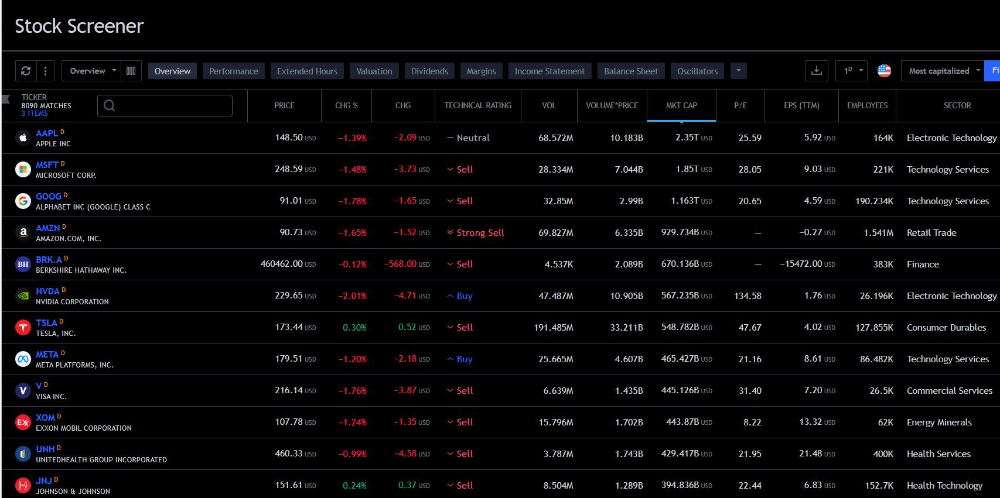 Stock Screener
Overview Overview Performance Extended Hours Valuation Dividends Margins Income Statement Balance Sheet Oscillators 1D Most capitalized Fi
TICKER
8090 MATCHES
3 ITEMS
PRICE CHG % CHG TECHNICAL RATING VOL VOLUME*PRICE MKT CAP P/E EPS (TTM) EMPLOYEES SECTOR
AAPL D
APPLE INC
148.50 USD −1.39% −2.09 USD — Neutral 68.572M 10.183B 2.35T USD 25.59 5.92 USD 164K Electronic Technology
MSFT D
MICROSOFT CORP.
248.59 USD −1.48% −3.73 USD Sell 28.334M 7.044B 1.85T USD 28.05 9.03 USD 221K Technology Services
GOOG D
ALPHABET INC (GOOGLE) CLASS C
91.01 USD −1.78% −1.65 USD Sell 32.85M 2.99B 1.163T USD 20.65 4.59 USD 190.234K Technology Services
a
AMZN D
AMAZON.COM, INC.
90.73 USD −1.65% −1.52 USD Strong Sell 69.827M 6.335B 929.734B USD — −0.27 USD 1.541M Retail Trade
BH
BRK.A D
BERKSHIRE HATHAWAY INC.
460462.00 USD −0.12% −568.00 USD Sell 4.537K 2.089B 670.136B USD — −15472.00 USD 383K Finance
NVDA D
NVIDIA CORPORATION
229.65 USD −2.01% −4.71 USD Buy 47.487M 10.905B 567.235B USD 134.58 1.76 USD 26.196K Electronic Technology
TSLA D
TESLA, INC.
173.44 USD 0.30% 0.52 USD Sell 191.485M 33.211B 548.782B USD 47.67 4.02 USD 127.855K Consumer Durables
META D
META PLATFORMS, INC.
179.51 USD −1.20% −2.18 USD Buy 25.665M 4.607B 465.427B USD 21.16 8.61 USD 86.482K Technology Services
V
V D
VISA INC.
216.14 USD −1.76% −3.87 USD Sell 6.639M 1.435B 445.126B USD 31.40 7.20 USD 26.5K Commercial Services
EXX
XOM D
EXXON MOBIL CORPORATION
107.78 USD −1.24% −1.35 USD Sell 15.796M 1.702B 443.87B USD 8.22 13.32 USD 62K Energy Minerals
UNH D
UNITEDHEALTH GROUP INCORPORATED
460.33 USD −0.99% −4.58 USD Sell 3.787M 1.743B 429.417B USD 21.95 21.48 USD 400K Health Services
JNJ D
JOHNSON & JOHNSON
151.61 USD 0.24% 0.37 USD Sell 8.504M 1.289B 394.836B USD 22.44 6.83 USD 152.7K Health Technology